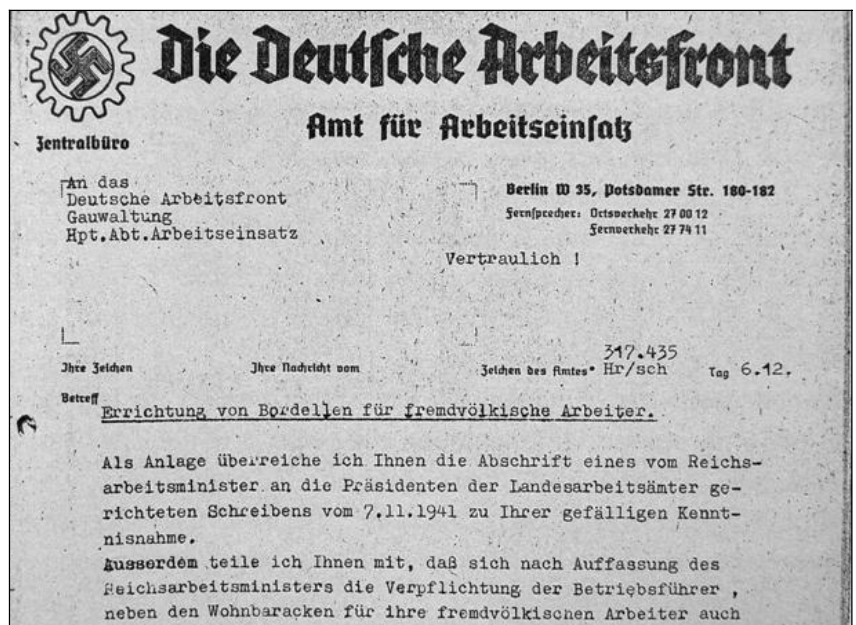 Die Deutsche Arbeitsfront
Amt für Arbeitseinsatz
Zentralbüro
An das
Deutsche Arbeitsfront
Gauwaltung
Hpt.Abt.Arbeitseinsatz
Berlin W 35, Potsdamer Str. 180-182
Fernsprecher: Ortsverkehr 27 00 12
Fernverkehr 27 74 11
Vertraulich !
317.435
Ihre Zeichen Ihre Nachricht vom Zeichen des Amtes Hr/sch Tag 6.12.
Betreff
Errichtung von Bordellen für fremdvölkische Arbeiter.
Als Anlage überreiche ich Ihnen die Abschrift eines vom Reichs-
arbeitsminister an die Präsidenten der Landesarbeitsämter ge-
richteten Schreibens vom 7.11.1941 zu Ihrer gefälligen Kennt-
nisnahme.
Ausserdem teile ich Ihnen mit, daß sich nach Auffassung des
Reichsarbeitsministers die Verpflichtung der Betriebsführer ,
neben den Wohnbaracken für ihre fremdvölkischen Arbeiter auch